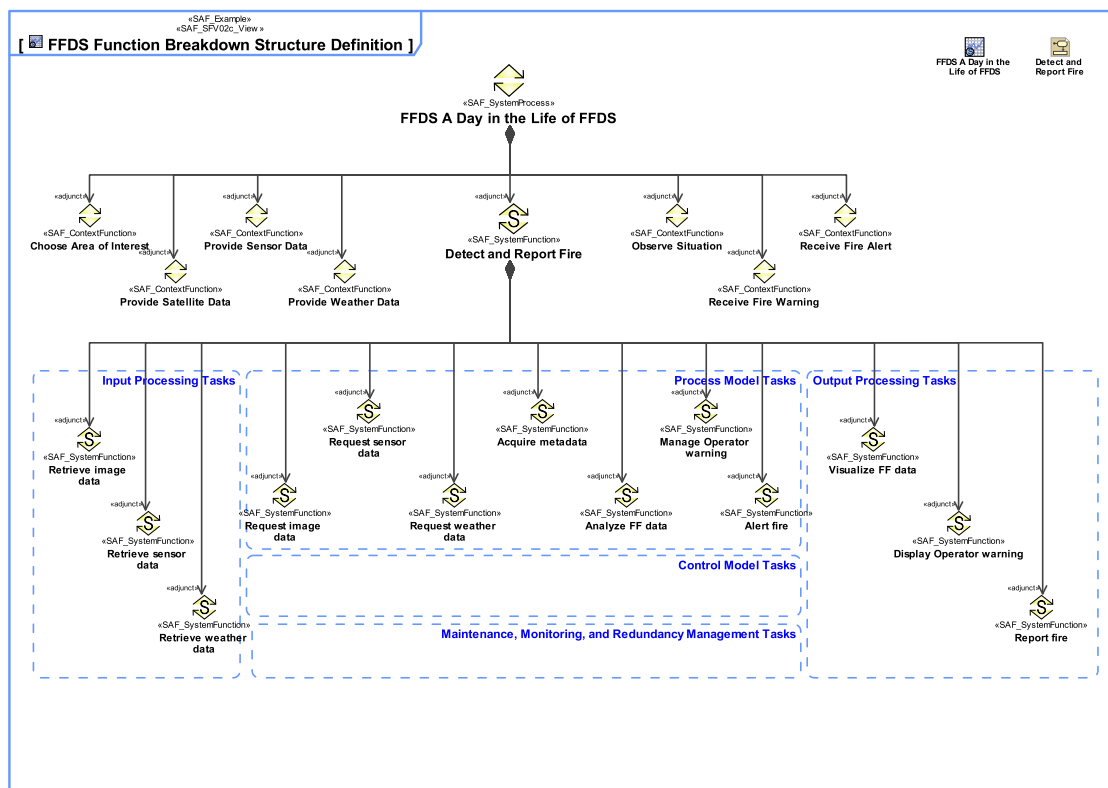 «SAF_Example»
«SAF_SFV02c_View »
[ FFDS Function Breakdown Structure Definition ]
FFDS A Day in the
Life of FFDS
Detect and
Report Fire
«SAF_SystemProcess»
FFDS A Day in the Life of FFDS
«adjunct»
«SAF_ContextFunction»
Choose Area of Interest
«adjunct»
«SAF_ContextFunction»
Provide Satellite Data
«adjunct»
«SAF_ContextFunction»
Provide Sensor Data
«adjunct»
«SAF_ContextFunction»
Provide Weather Data
«adjunct»
S
«SAF_SystemFunction»
Detect and Report Fire
«adjunct»
«SAF_ContextFunction»
Observe Situation
«adjunct»
«SAF_ContextFunction»
Receive Fire Warning
«adjunct»
«SAF_ContextFunction»
Receive Fire Alert
Input Processing Tasks
«adjunct»
S
«SAF_SystemFunction»
Retrieve image
data
«adjunct»
S
«SAF_SystemFunction»
Retrieve sensor
data
«adjunct»
S
«SAF_SystemFunction»
Retrieve weather
data
Process Model Tasks
«adjunct»
S
«SAF_SystemFunction»
Request image
data
«adjunct»
S
«SAF_SystemFunction»
Request sensor
data
«adjunct»
S
«SAF_SystemFunction»
Request weather
data
«adjunct»
S
«SAF_SystemFunction»
Acquire metadata
«adjunct»
S
«SAF_SystemFunction»
Analyze FF data
«adjunct»
S
«SAF_SystemFunction»
Manage Operator
warning
«adjunct»
S
«SAF_SystemFunction»
Alert fire
Control Model Tasks
Maintenance, Monitoring, and Redundancy Management Tasks
Output Processing Tasks
«adjunct»
S
«SAF_SystemFunction»
Visualize FF data
«adjunct»
S
«SAF_SystemFunction»
Display Operator warning
«adjunct»
S
«SAF_SystemFunction»
Report fire